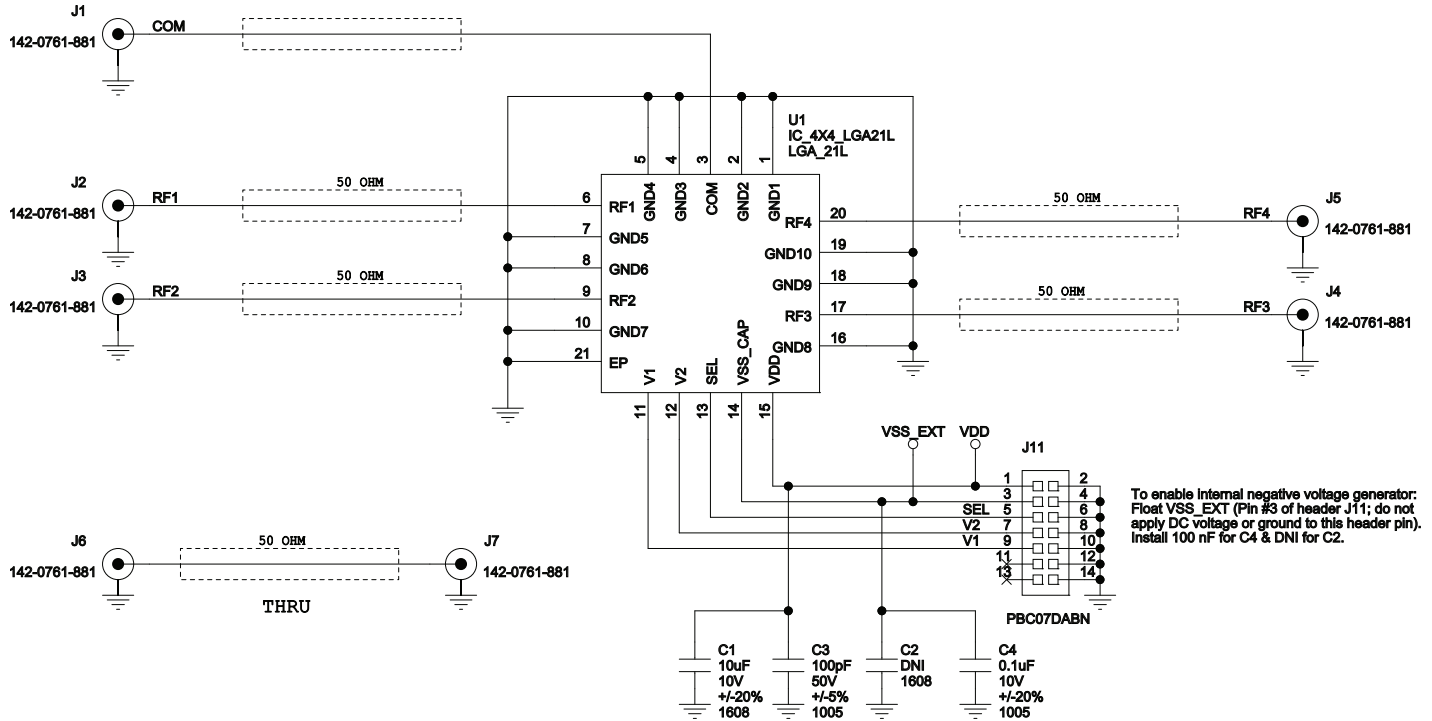 J1
142-0761-881
COM
U1
IC_4X4_LGA21L
LGA_21L
5
4
3
2
1
GND4
GND3
COM
GND2
GND1
J2
142-0761-881
RF1
50 OHM
6
RF1
7
GND5
8
GND6
J3
142-0761-881
RF2
50 OHM
9
RF2
10
GND7
21
EP
RF4
20
50 OHM
RF4
J5
142-0761-881
GND10
19
GND9
18
RF3
17
50 OHM
RF3
J4
142-0761-881
GND8
16
V1
V2
SEL
VSS_CAP
VDD
11
12
13
14
15
VSS_EXT
VDD
J11
1
2
3
4
SEL
5
6
V2
7
8
V1
9
10
11
12
13
14
PBC07DABN
To enable internal negative voltage generator:
Float VSS_EXT (Pin #3 of header J11; do not
apply DC voltage or ground to this header pin).
Install 100 nF for C4 & DNI for C2.
J6
142-0761-881
50 OHM
J7
142-0761-881
THRU
C1
10uF
10V
+/-20%
1608
C3
100pF
50V
+/-5%
1005
C2
DNI
1608
C4
0.1uF
10V
+/-20%
1005